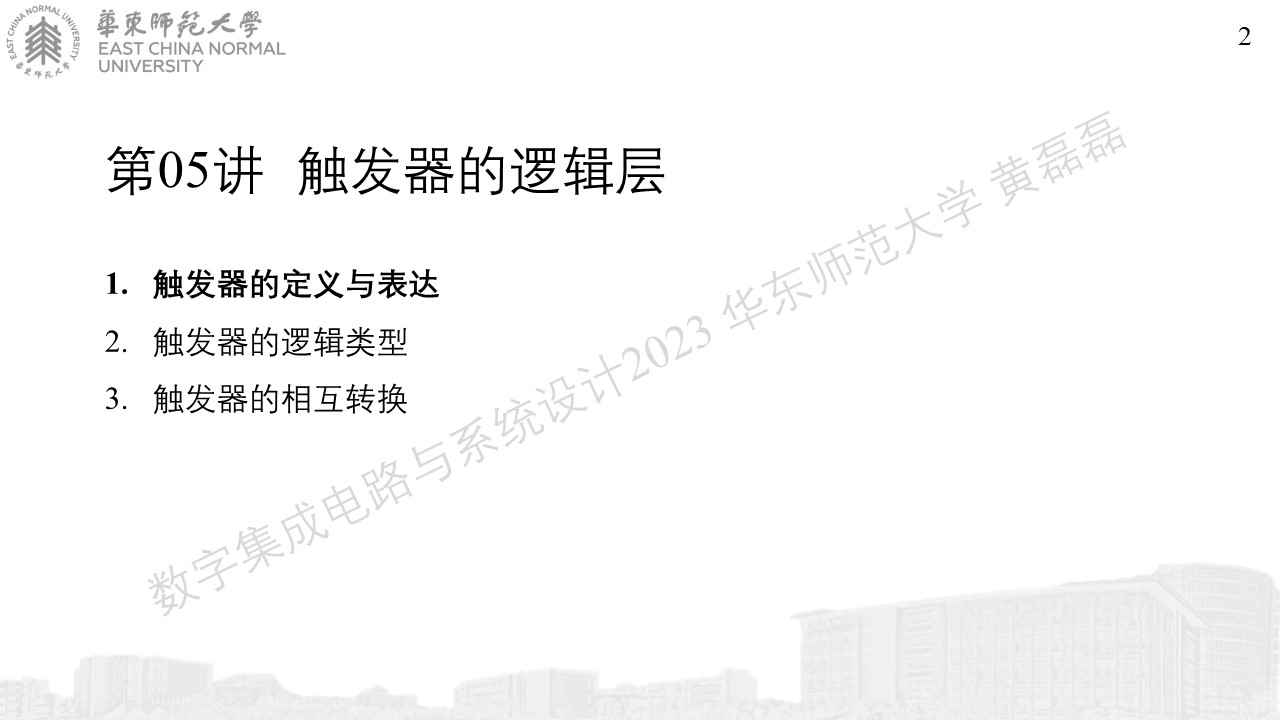 EAST CHINA NORMAL UNIVERSITY
華東師范大学
華東師范大學
EAST CHINA NORMAL
UNIVERSITY
2
第05讲 触发器的逻辑层
1. 触发器的定义与表达
2. 触发器的逻辑类型
3. 触发器的相互转换
数字集成电路与系统设计2023 华东师范大学 黄磊磊